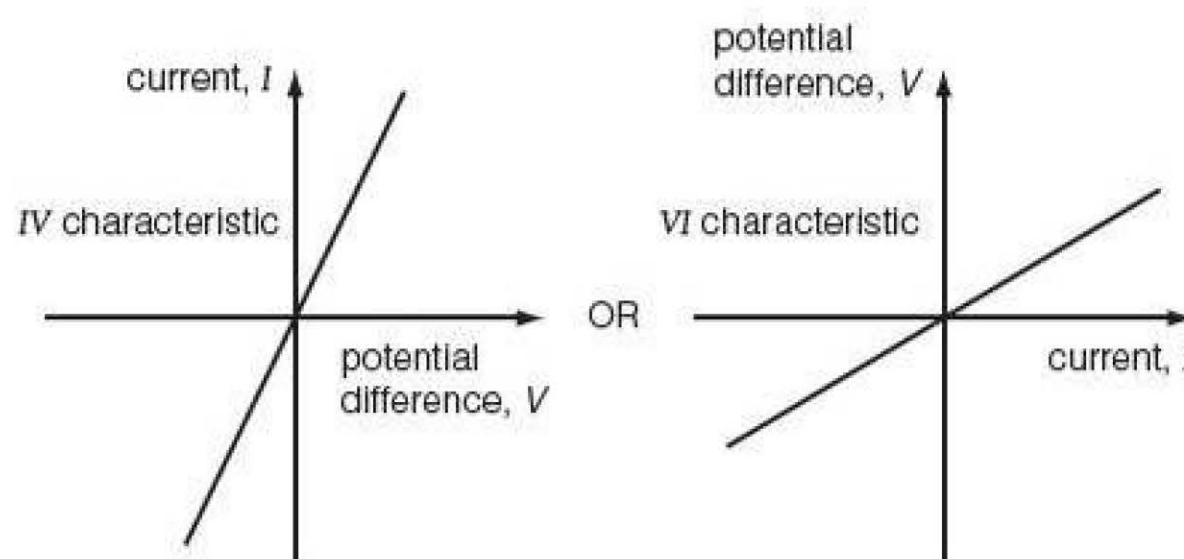 current, I
IV characteristic
potential
difference, V
OR
potential
difference, V
VI characteristic
current,